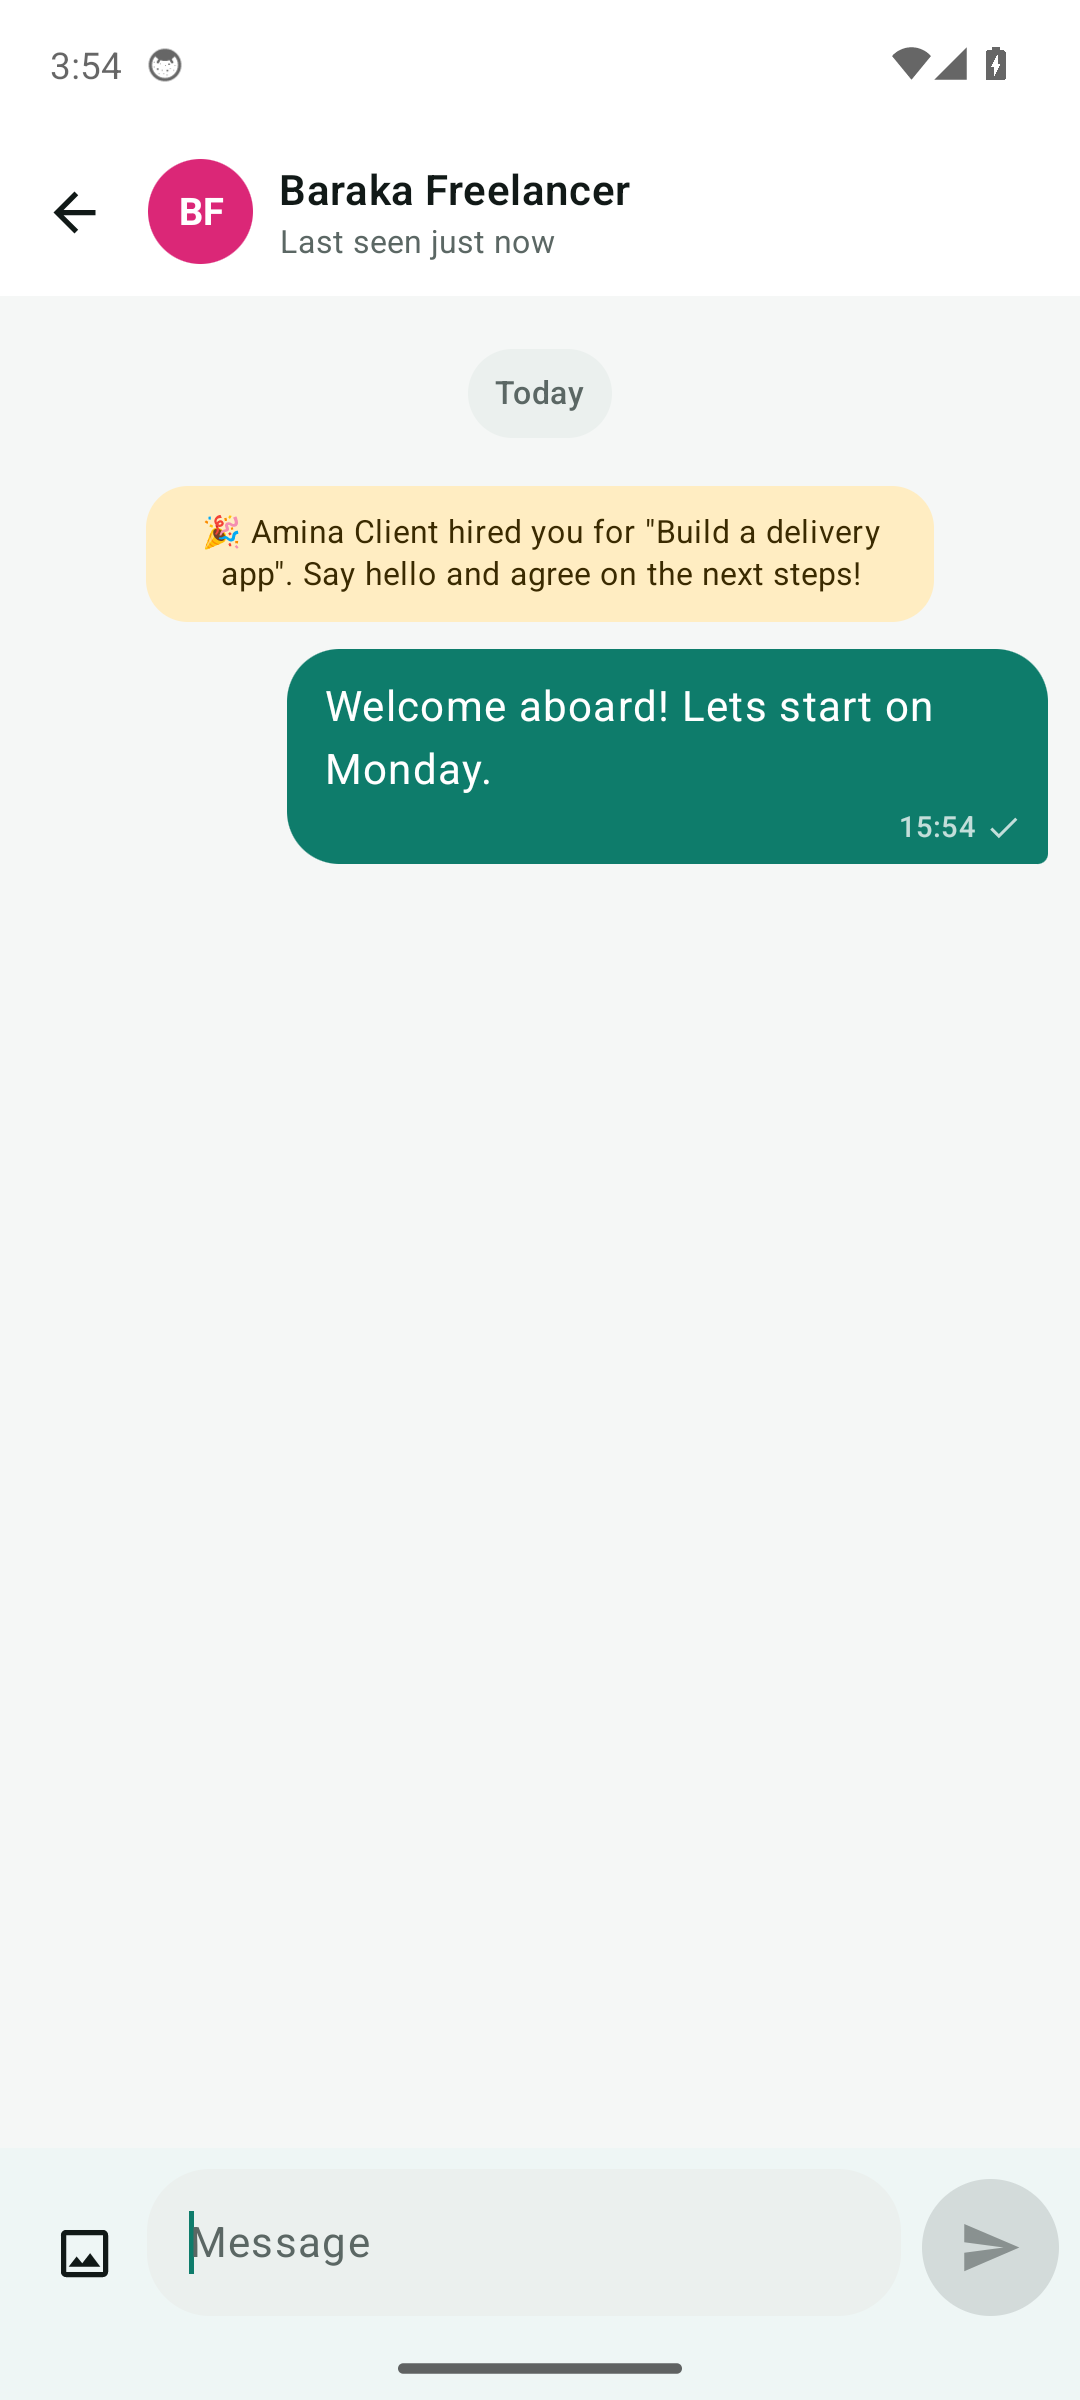 3:54
BF
Baraka Freelancer
Last seen just now
Today
🎉 Amina Client hired you for "Build a delivery
app". Say hello and agree on the next steps!
Welcome aboard! Lets start on
Monday.
15:54
Message